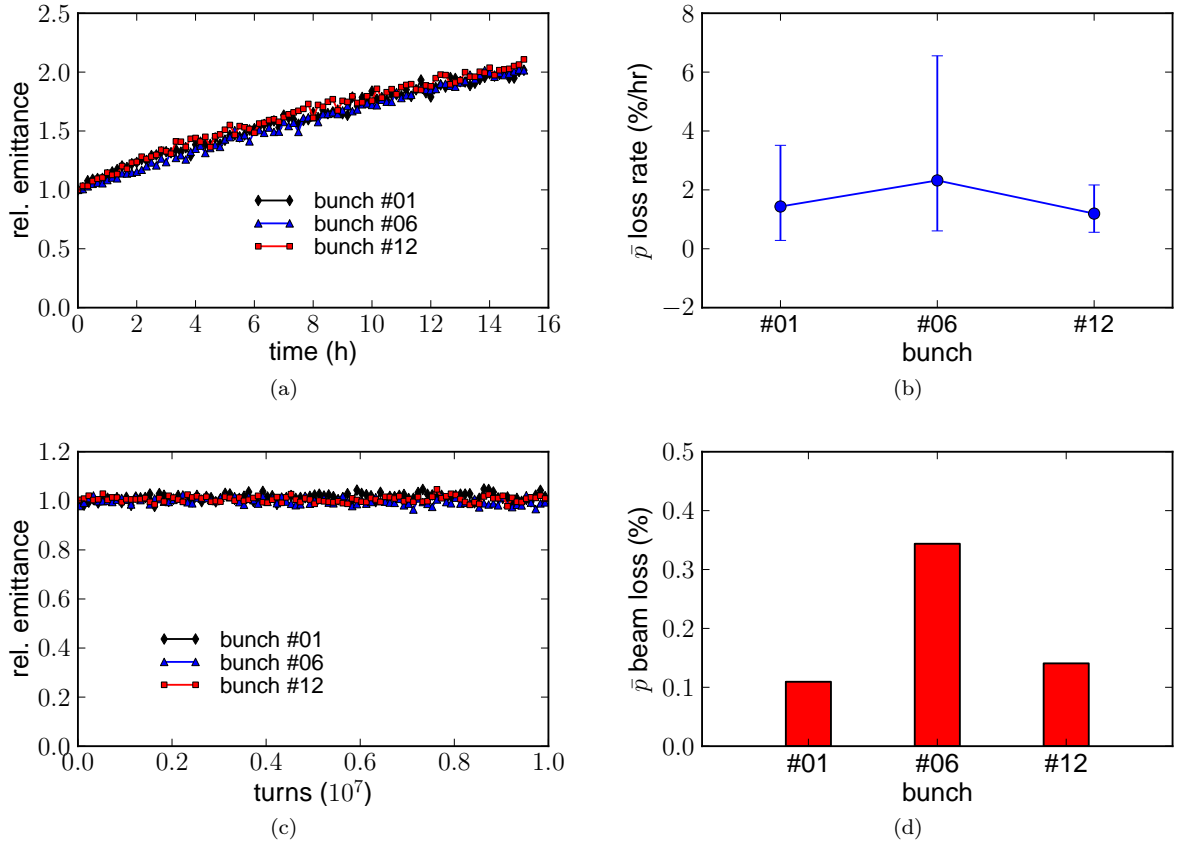 2.5
2.0
1.5
1.0
0.5
0.0
rel. emittance
bunch #01
bunch #06
bunch #12
0 2 4 6 8 10 12 14 16
time (h)
(a)
8
6
4
2
0
−2
p̄ loss rate (%/hr)
#01 #06 #12
bunch
(b)
1.2
1.0
0.8
0.6
0.4
0.2
0.0
rel. emittance
bunch #01
bunch #06
bunch #12
0.0 0.2 0.4 0.6 0.8 1.0
turns (10⁷)
(c)
0.5
0.4
0.3
0.2
0.1
0.0
p̄ beam loss (%)
#01 #06 #12
bunch
(d)